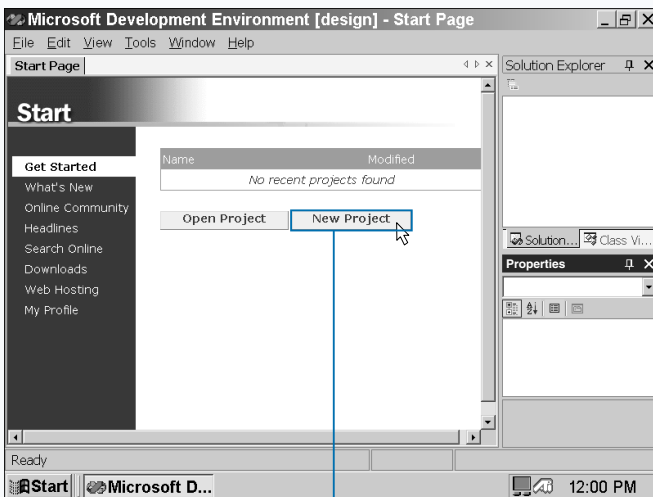 Microsoft Development Environment [design] - Start Page
File Edit View Tools Window Help
Start Page
Solution Explorer
Start
Get Started
What's New
Online Community
Headlines
Search Online
Downloads
Web Hosting
My Profile
Name Modified
No recent projects found
Open Project New Project
Solution... Class Vi...
Properties
Ready
Start Microsoft D... 12:00 PM